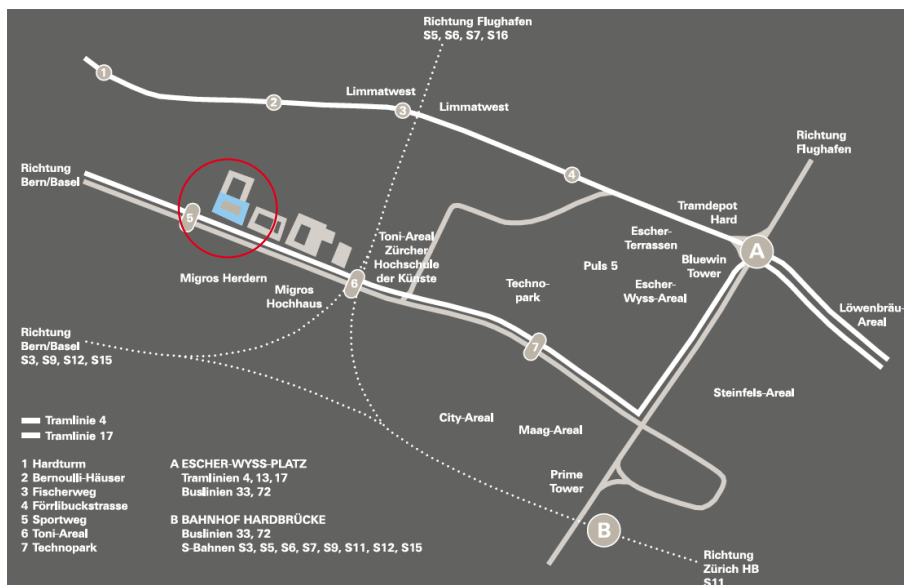 Richtung Flughafen
S5, S6, S7, S16
1
2
3
Limmatwest
Limmatwest
4
Richtung
Flughafen
Richtung
Bern/Basel
5
Tramdepot
Hard
Escher-
Terrassen
Bluewin
Tower
A
Toni-Areal
Zürcher
Hochschule
der Künste
Puls 5
Escher-
Wyss-Areal
Techno-
park
Migros Herdern
Migros
Hochhaus
6
Löwenbräu-
Areal
Richtung
Bern/Basel
S3, S9, S12, S15
7
Steinfels-Areal
City-Areal
Maag-Areal
Prime
Tower
B
Richtung
Zürich HB
S11
Tramlinie 4
Tramlinie 17
1 Hardturm
2 Bernoulli-Häuser
3 Fischerweg
4 Förrlibuckstrasse
5 Sportweg
6 Toni-Areal
7 Technopark
A ESCHER-WYSS-PLATZ
Tramlinien 4, 13, 17
Buslinien 33, 72
B BAHNHOF HARDBRÜCKE
Buslinien 33, 72
S-Bahnen S3, S5, S6, S7, S9, S11, S12, S15